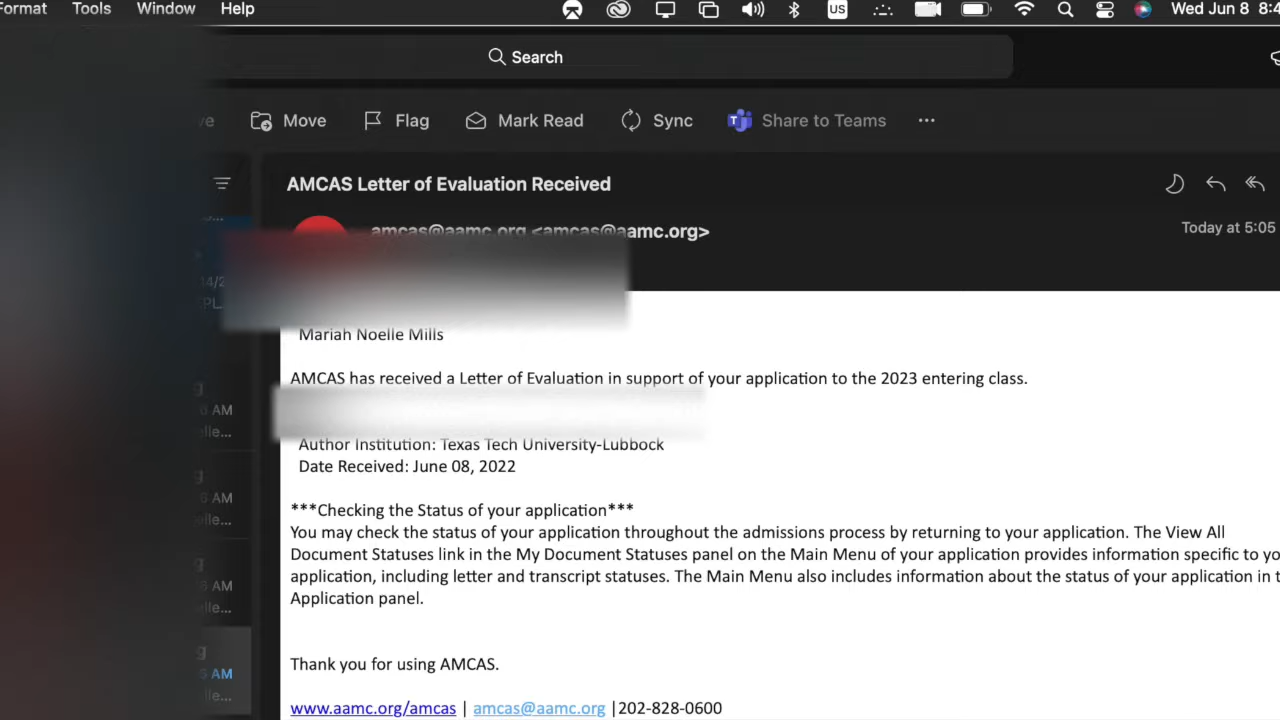 Format Tools Window Help US Wed Jun 8 8:4
Search
Move Flag Mark Read Sync Share to Teams ...
AMCAS Letter of Evaluation Received
amcas@aamc.org <amcas@aamc.org>
Today at 5:05
Mariah Noelle Mills
AMCAS has received a Letter of Evaluation in support of your application to the 2023 entering class.
Author Institution: Texas Tech University-Lubbock
Date Received: June 08, 2022
***Checking the Status of your application***
You may check the status of your application throughout the admissions process by returning to your application. The View All
Document Statuses link in the My Document Statuses panel on the Main Menu of your application provides information specific to yo
application, including letter and transcript statuses. The Main Menu also includes information about the status of your application in t
Application panel.
Thank you for using AMCAS.
www.aamc.org/amcas | amcas@aamc.org |202-828-0600